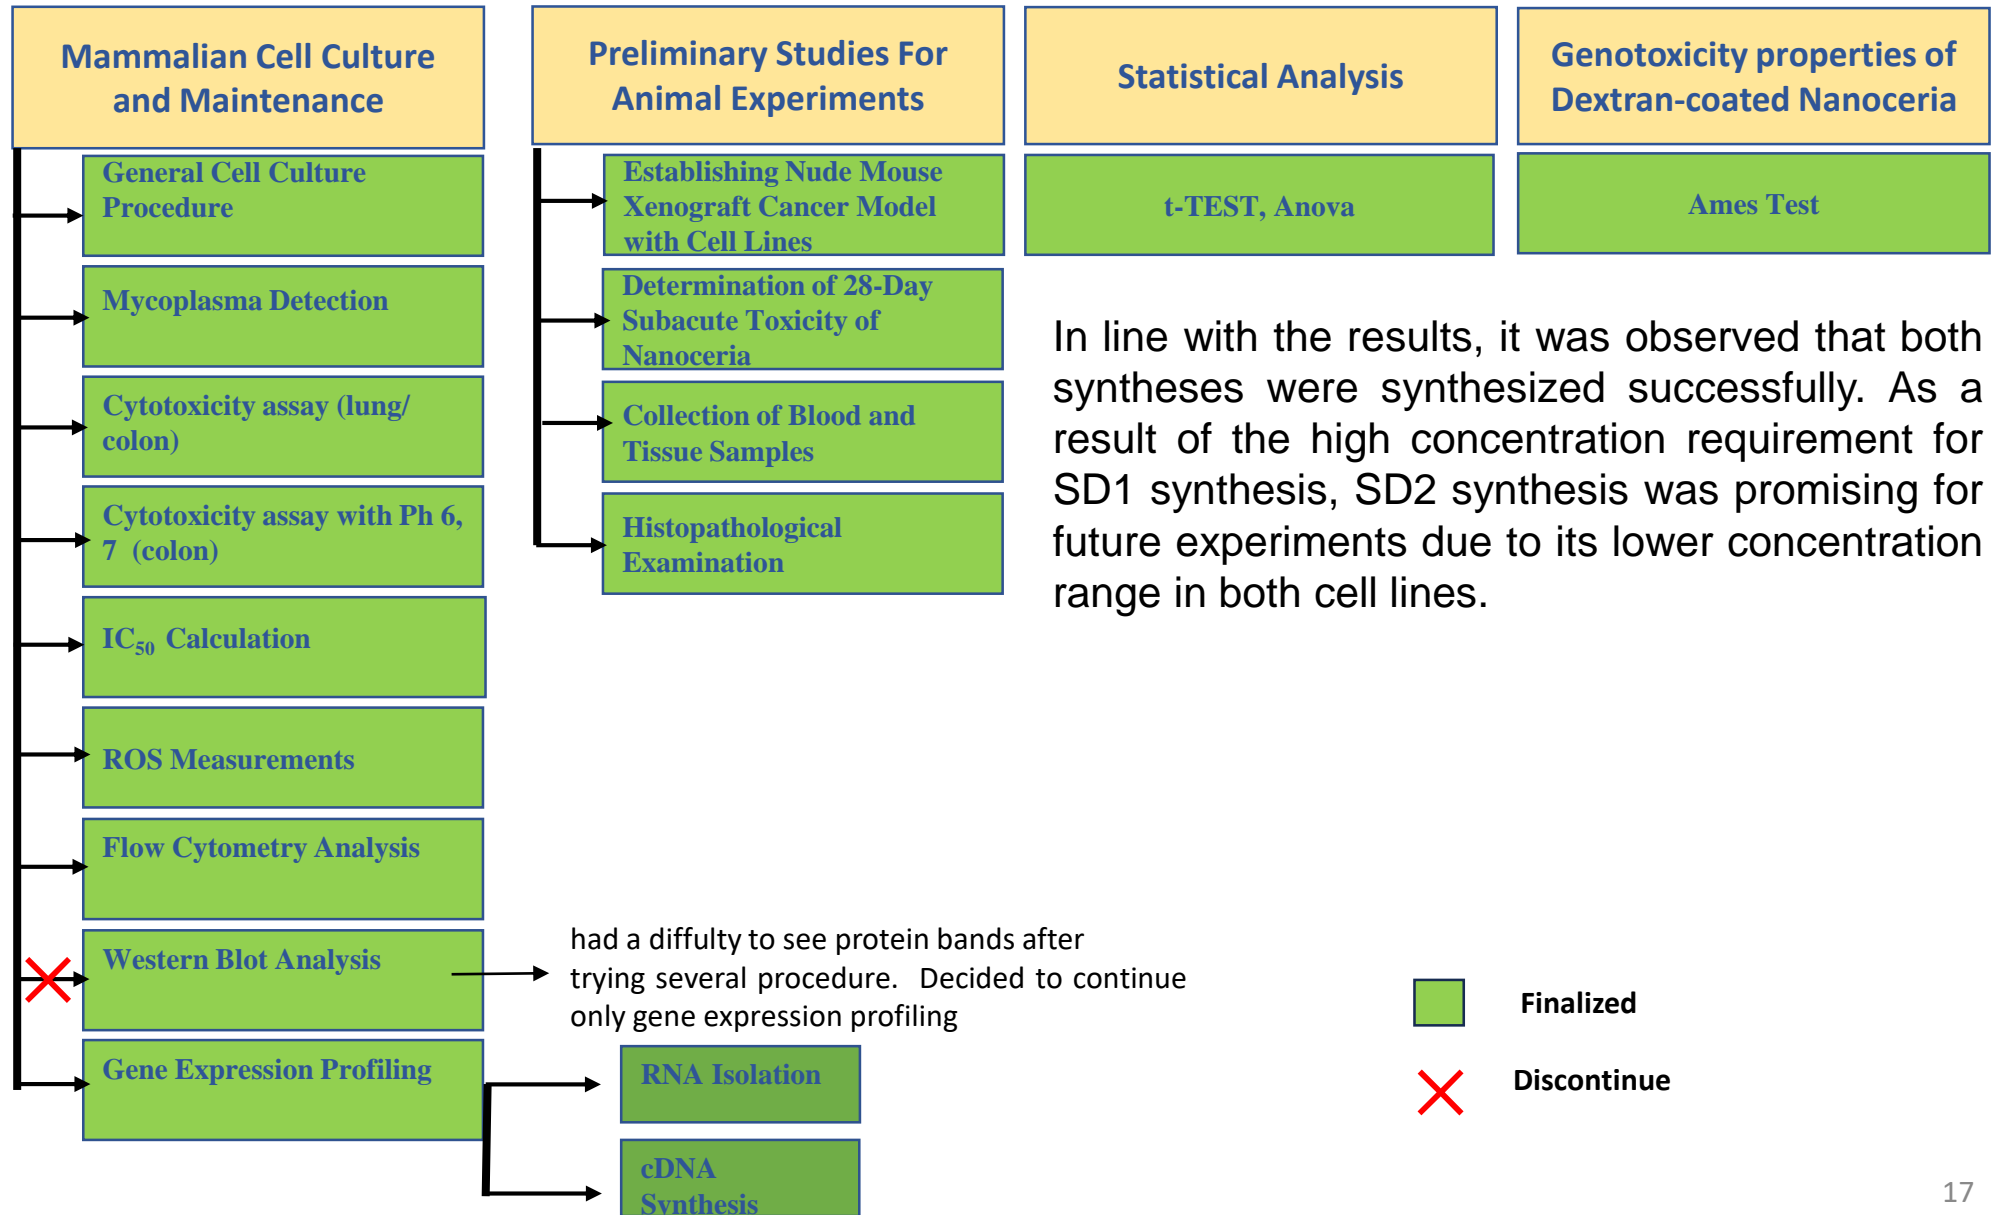 Mammalian Cell Culture
and Maintenance
General Cell Culture
Procedure
Mycoplasma Detection
Cytotoxicity assay (lung/
colon)
Cytotoxicity assay with Ph 6,
7 (colon)
IC50 Calculation
ROS Measurements
Flow Cytometry Analysis
Western Blot Analysis
had a diffulty to see protein bands after
trying several procedure. Decided to continue
only gene expression profiling
Gene Expression Profiling
RNA Isolation
cDNA
Synthesis
Preliminary Studies For
Animal Experiments
Establishing Nude Mouse
Xenograft Cancer Model
with Cell Lines
Determination of 28-Day
Subacute Toxicity of
Nanoceria
Collection of Blood and
Tissue Samples
Histopathological
Examination
Statistical Analysis
t-TEST, Anova
Genotoxicity properties of
Dextran-coated Nanoceria
Ames Test
In line with the results, it was observed that both
syntheses were synthesized successfully. As a
result of the high concentration requirement for
SD1 synthesis, SD2 synthesis was promising for
future experiments due to its lower concentration
range in both cell lines.
Finalized
Discontinue
17